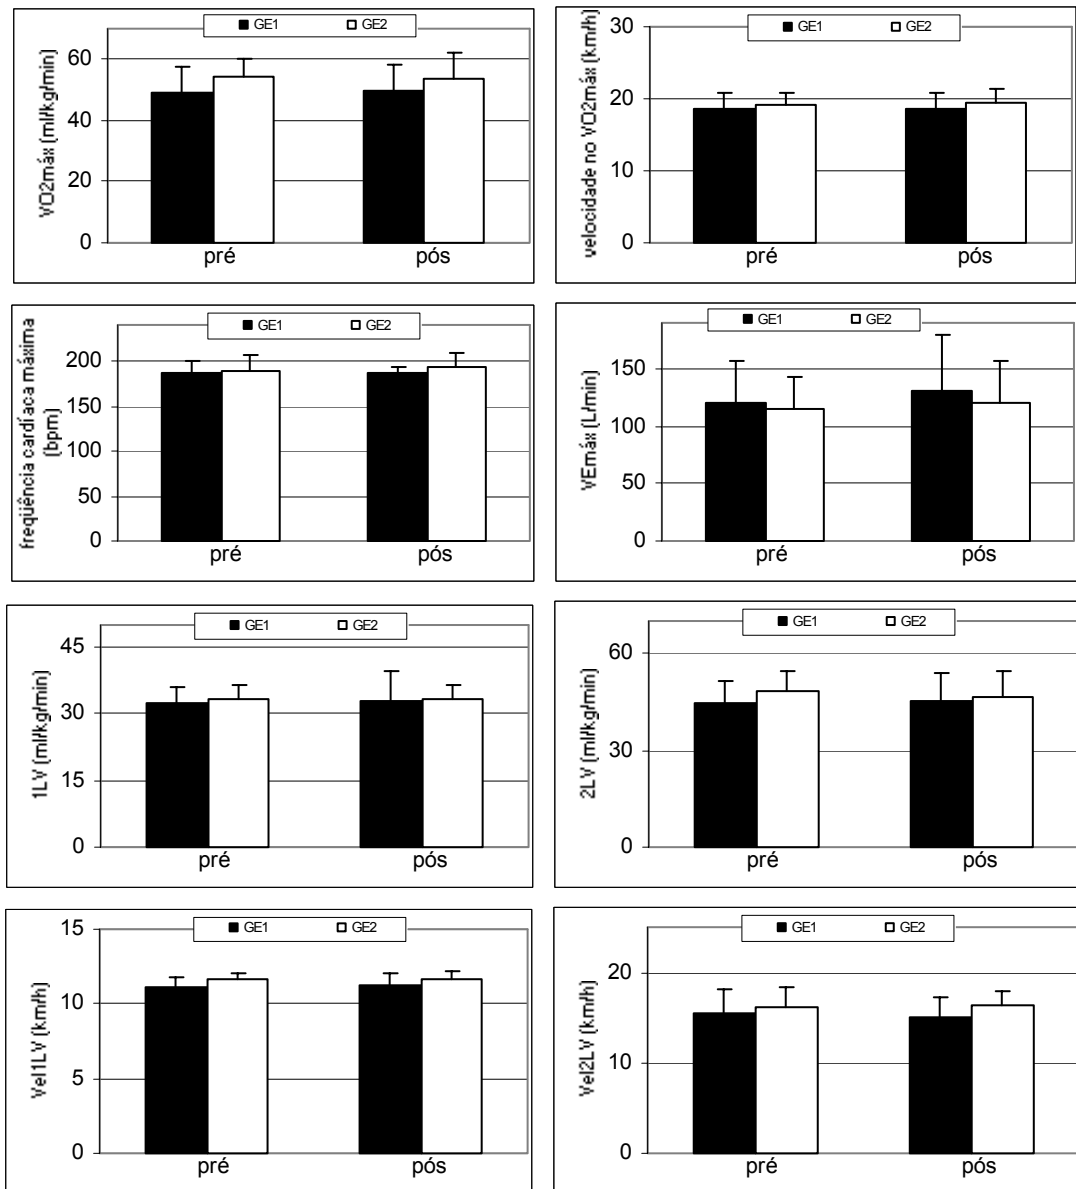 GE1 GE2
VO2máx (ml/kg/min)
60
40
20
0
pré pós
GE1 GE2
velocidade no VO2máx (km/h)
30
20
10
0
pré pós
GE1 GE2
freqüência cardíaca máxima
(bpm)
200
150
100
50
0
pré pós
GE1 GE2
VEmáx (L/min)
150
100
50
0
pré pós
GE1 GE2
1LV (ml/kg/min)
45
30
15
0
pré pós
GE1 GE2
2LV (ml/kg/min)
60
30
0
pré pós
GE1 GE2
Vel1LV (km/h)
15
10
5
0
pré pós
GE1 GE2
Vel2LV (km/h)
20
10
0
pré pós